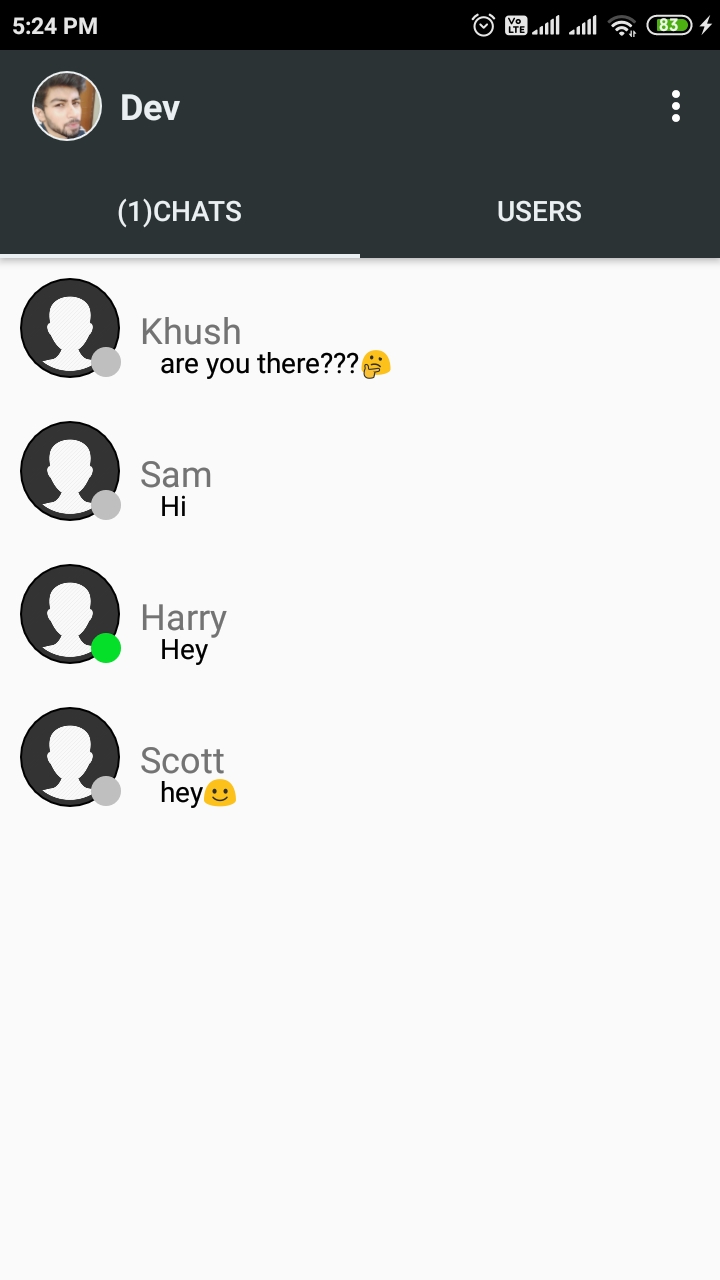 5:24 PM
Vo LTE
83
Dev
(1)CHATS
USERS
Khush
are you there???🤔
Sam
Hi
Harry
Hey
Scott
hey🙂